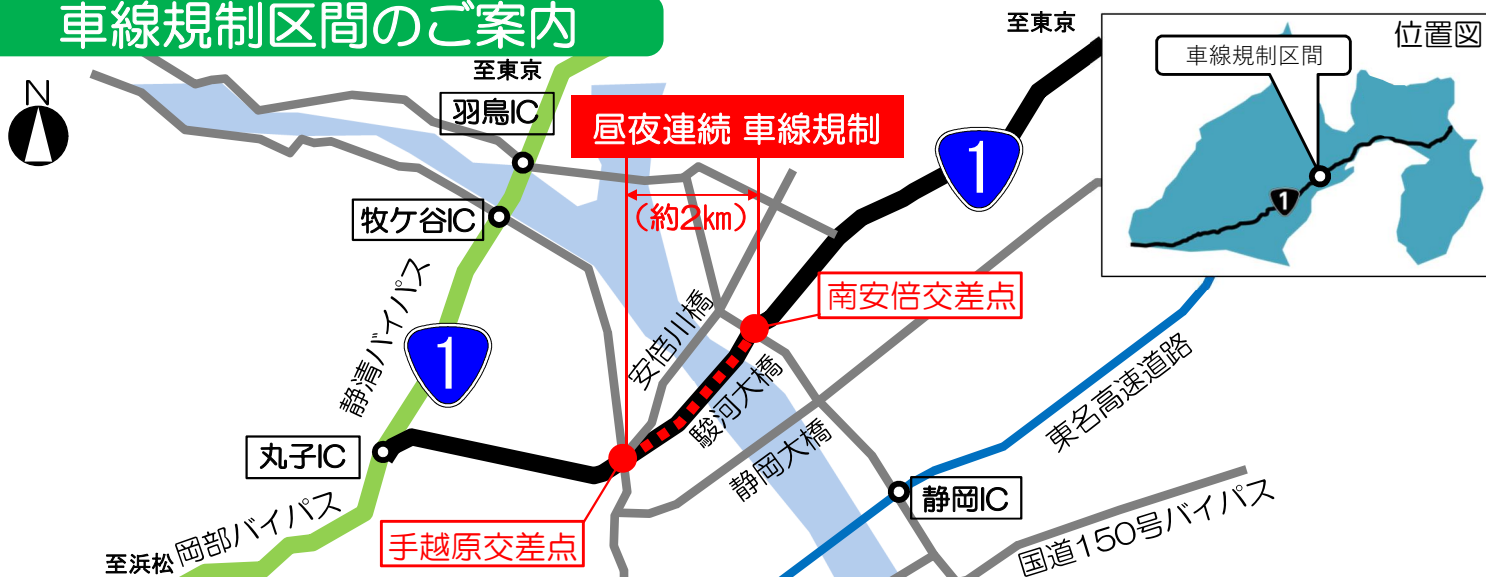 車線規制区間のご案内
至東京
至東京
位置図
車線規制区間
1
N
羽鳥IC
昼夜連続 車線規制
1
(約2㎞)
牧ケ谷IC
南安倍交差点
静清バイパス
1
安倍川橋
駿河大橋
静岡大橋
東名高速道路
丸子IC
静岡IC
手越原交差点
国道150号バイパス
岡部バイパス
至浜松